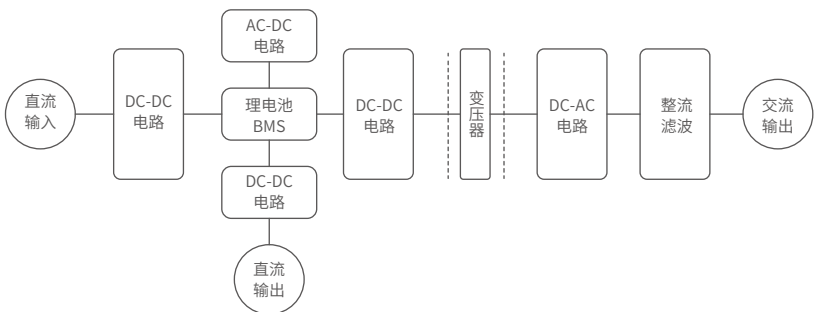 AC-DC
电路
直流
输入
DC-DC
电路
理电池
BMS
DC-DC
电路
变
压
器
DC-AC
电路
整流
滤波
交流
输出
DC-DC
电路
直流
输出